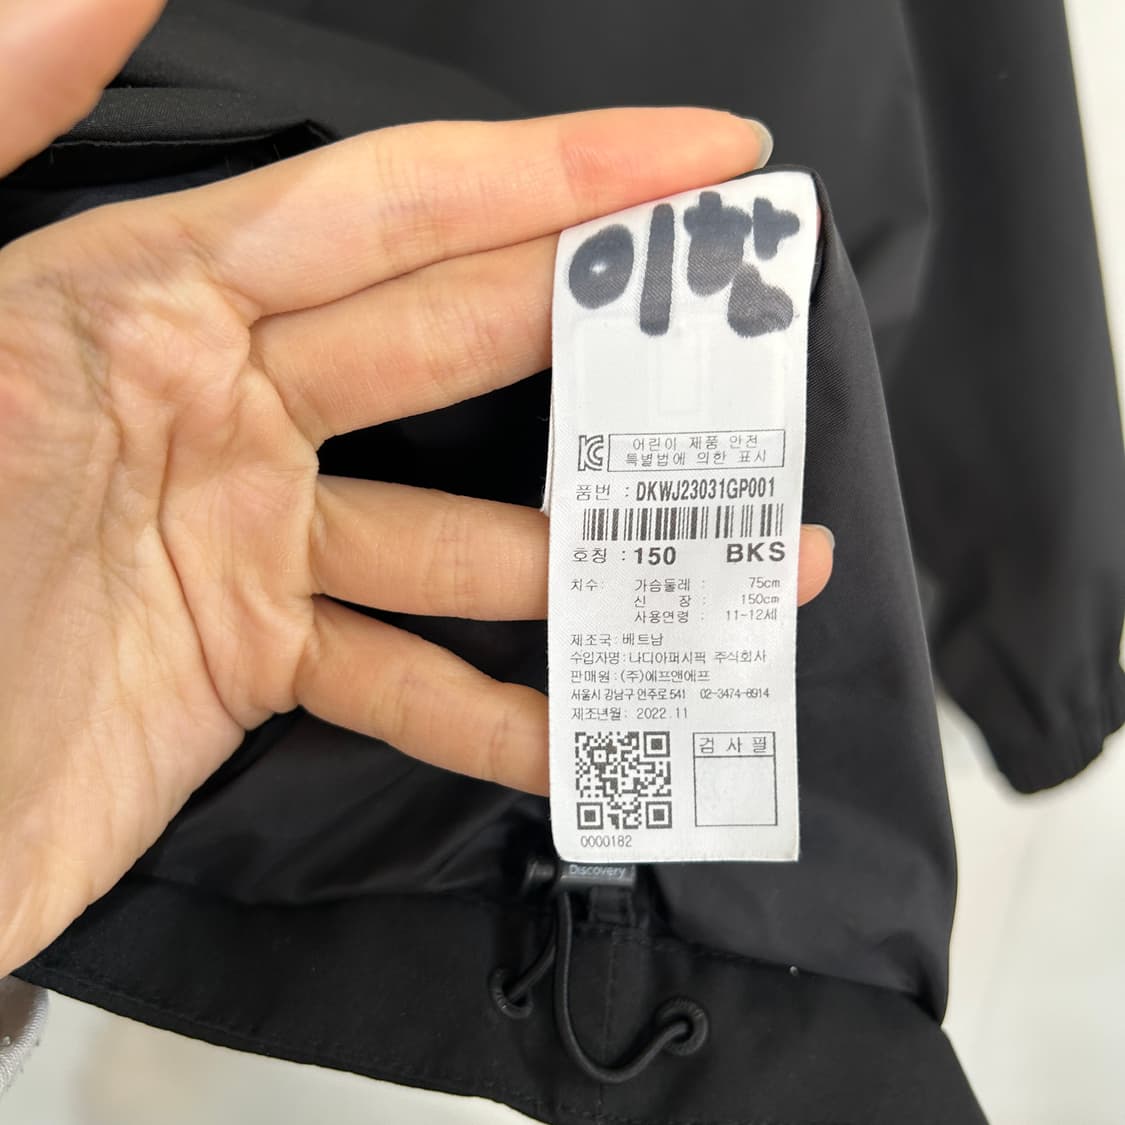 어린이 제품 안전
특별법에 의한 표시
품번 : DKWJ23031GP001
호칭 : 150 BKS
치수: 가슴둘레 : 75cm
신 장 : 150cm
사용연령 : 11-12세
제조국: 베트남
수입자명: 나디아퍼시픽 주식회사
판매원 : (주)에프앤에프
서울시 강남구 언주로 541 02-3474-8914
제조년월 : 2022.11
검 사 필
0000182
Discovery